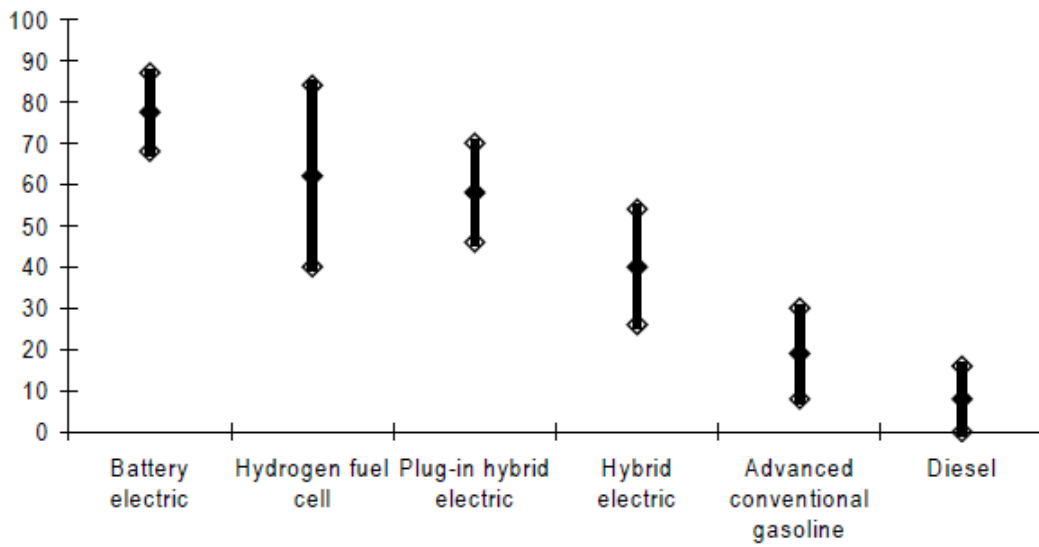 100
90
80
70
60
50
40
30
20
10
0
Battery
electric
Hydrogen fuel
cell
Plug-in hybrid
electric
Hybrid
electric
Advanced
conventional
gasoline
Diesel